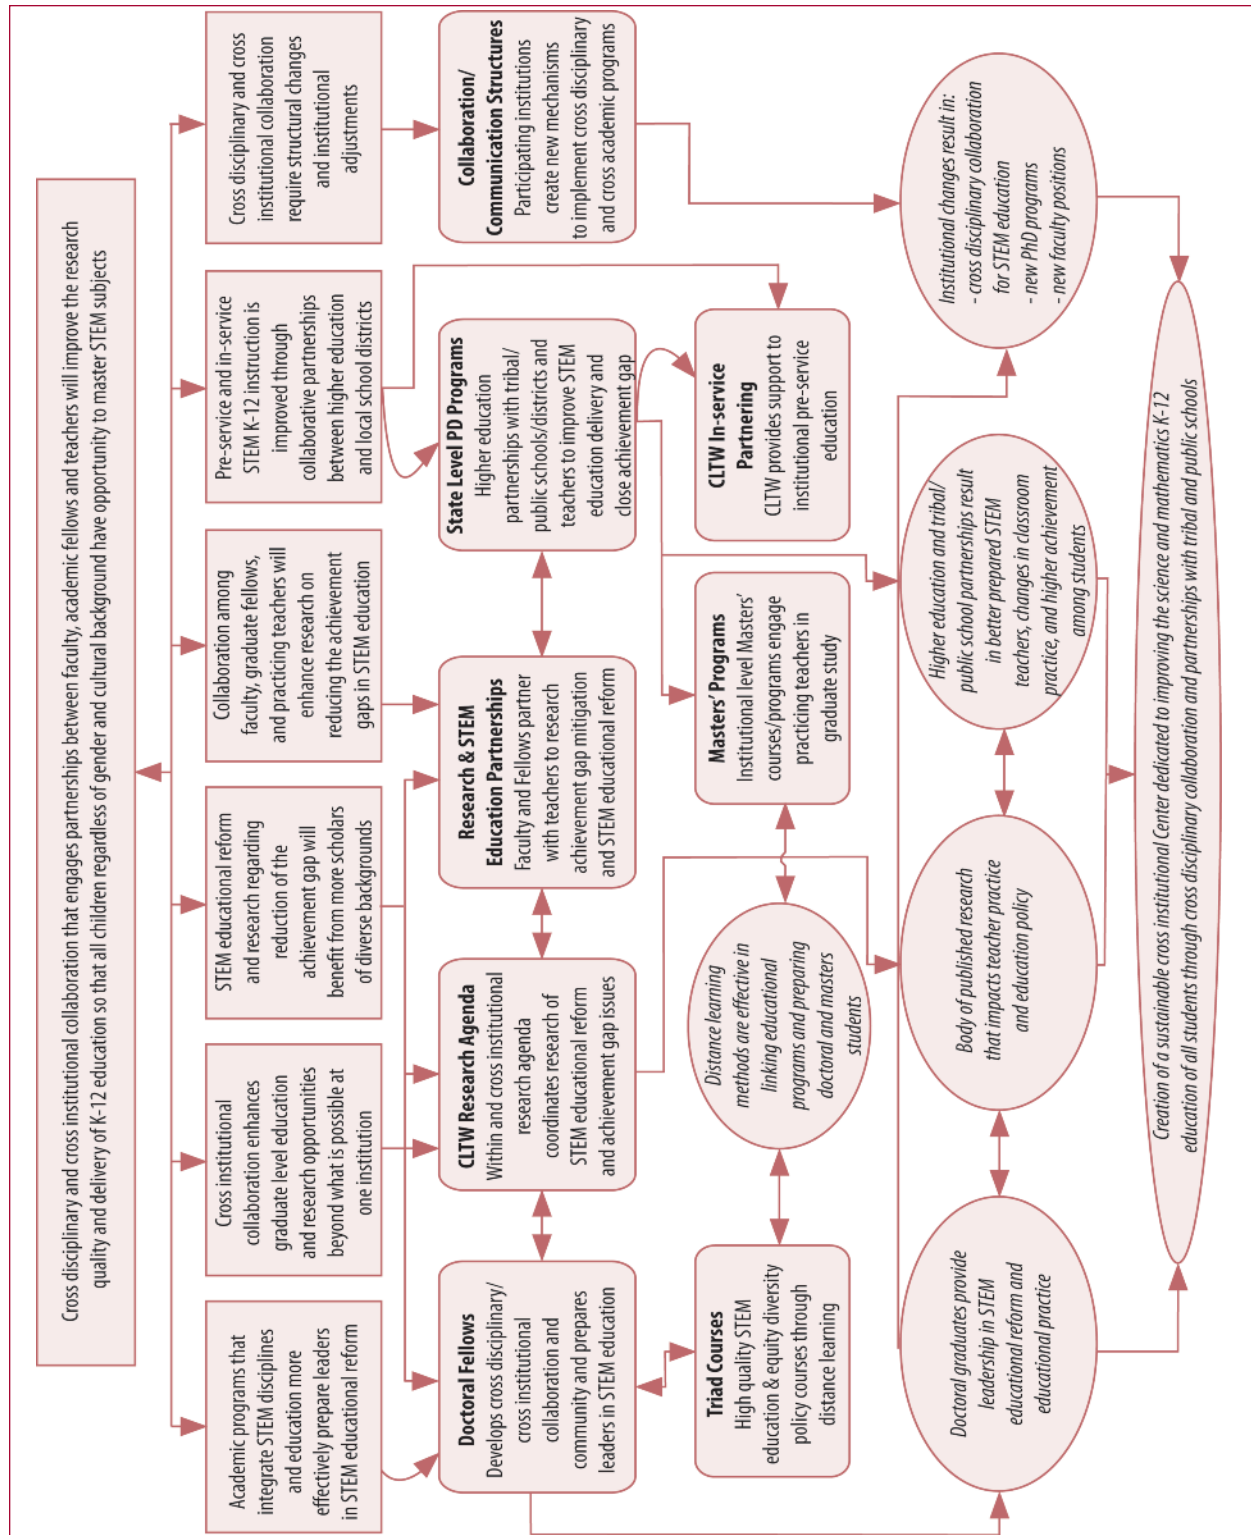 Cross disciplinary and cross institutional collaboration that engages partnerships between faculty, academic fellows and teachers will improve the research
quality and delivery of K-12 education so that all children regardless of gender and cultural background have opportunity to master STEM subjects
Academic programs that
integrate STEM disciplines
and education more
effectively prepare leaders
in STEM educational reform
Cross institutional
collaboration enhances
graduate level education
and research opportunities
beyond what is possible at
one institution
STEM educational reform
and research regarding
reduction of the
achievement gap will
benefit from more scholars
of diverse backgrounds
Collaboration among
faculty, graduate fellows,
and practicing teachers will
enhance research on
reducing the achievement
gaps in STEM education
Pre-service and in-service
STEM K-12 instruction is
improved through
collaborative partnerships
between higher education
and local school districts
Cross disciplinary and cross
institutional collaboration
require structural changes
and institutional
adjustments
Doctoral Fellows
Develops cross disciplinary/
cross institutional
collaboration and
community and prepares
leaders in STEM education
CLTW Research Agenda
Within and cross institutional
research agenda
coordinates research of
STEM educational reform
and achievement gap issues
Research & STEM
Education Partnerships
Faculty and Fellows partner
with teachers to research
achievement gap mitigation
and STEM educational reform
State Level PD Programs
Higher education
partnerships with tribal/
public schools/districts and
teachers to improve STEM
education delivery and
close achievement gap
Collaboration/
Communication Structures
Participating institutions
create new mechanisms
to implement cross disciplinary
and cross academic programs
Triad Courses
High quality STEM
education & equity diversity
policy courses through
distance learning
Distance learning
methods are effective in
linking educational
programs and preparing
doctoral and masters
students
Masters' Programs
Institutional level Masters'
courses/programs engage
practicing teachers in
graduate study
CLTW In-service
Partnering
CLTW provides support to
institutional pre-service
education
Doctoral graduates provide
leadership in STEM
educational reform and
educational practice
Body of published research
that impacts teacher practice
and education policy
Higher education and tribal/
public school partnerships result
in better prepared STEM
teachers, changes in classroom
practice, and higher achievement
among students
Institutional changes result in:
- cross disciplinary collaboration
for STEM education
- new PhD programs
- new faculty positions
Creation of a sustainable cross institutional Center dedicated to improving the science and mathematics K-12
education of all students through cross disciplinary collaboration and partnerships with tribal and public schools